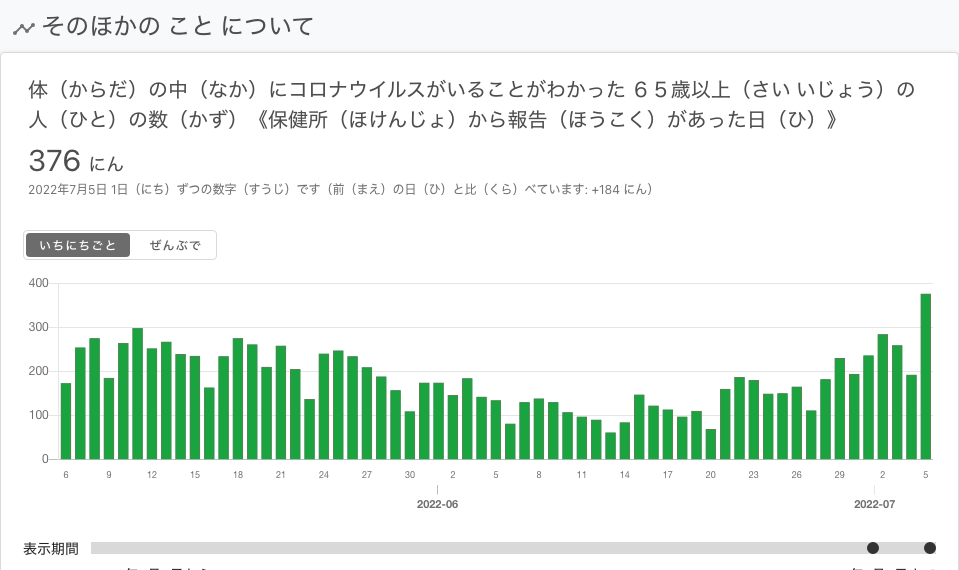 そのほかの こと について
体（からだ）の中（なか）にコロナウイルスがいることがわかった ６５歳以上（さい いじょう）の
人（ひと）の数（かず）《保健所（ほけんじょ）から報告（ほうこく）があった日（ひ）》
376 にん
2022年7月5日 1日（にち）ずつの数字（すうじ）です（前（まえ）の日（ひ）と比（くら）べています: +184 にん）
いちにちごと ぜんぶで
400
300
200
100
0
6 9 12 15 18 21 24 27 30 2 5 8 11 14 17 20 23 26 29 2 5
2022-06 2022-07
表示期間